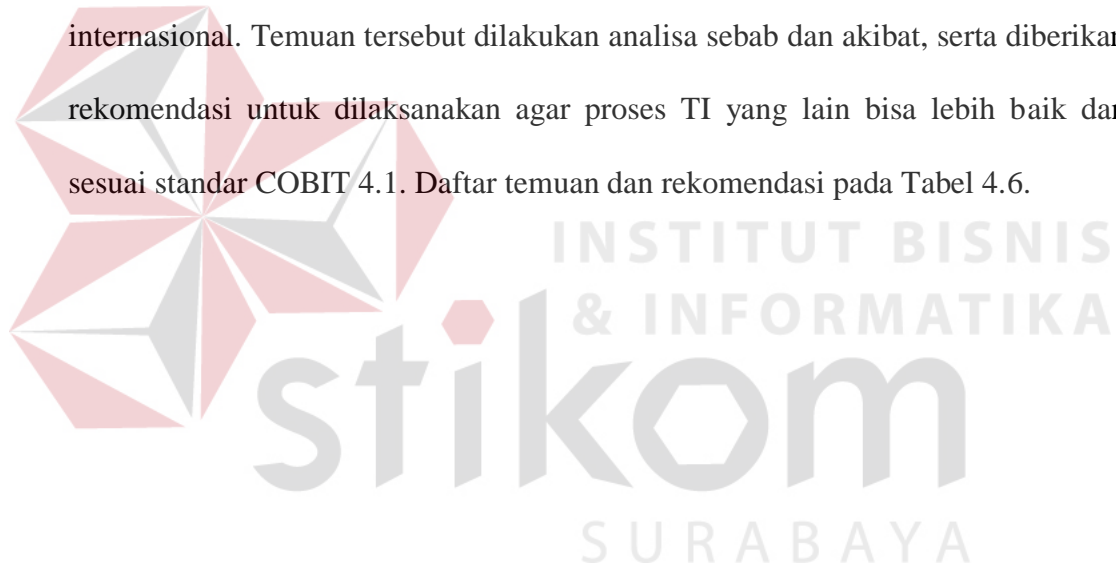 internasional. Temuan tersebut dilakukan analisa sebab dan akibat, serta diberikan
rekomendasi untuk dilaksanakan agar proses TI yang lain bisa lebih baik dan
sesuai standar COBIT 4.1. Daftar temuan dan rekomendasi pada Tabel 4.6.
INSTITUT BISNIS
& INFORMATIKA
stikom
SURABAYA